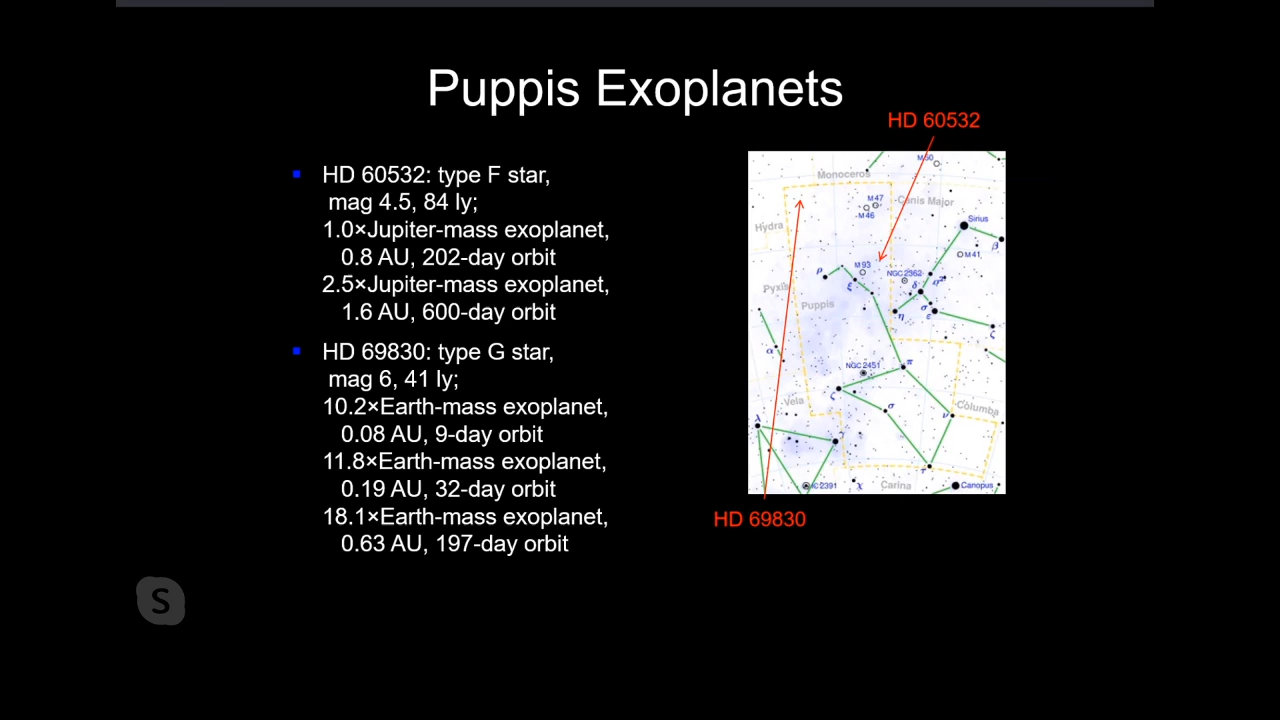 Puppis Exoplanets
HD 60532
HD 60532: type F star,
mag 4.5, 84 ly;
1.0×Jupiter-mass exoplanet,
0.8 AU, 202-day orbit
2.5×Jupiter-mass exoplanet,
1.6 AU, 600-day orbit
HD 69830: type G star,
mag 6, 41 ly;
10.2×Earth-mass exoplanet,
0.08 AU, 9-day orbit
11.8×Earth-mass exoplanet,
0.19 AU, 32-day orbit
18.1×Earth-mass exoplanet,
0.63 AU, 197-day orbit
M50
Monoceros
M47
Canis Major
M46
Sirius
Hydra
β
M41
M93
NGC 2362
ρ
ξ
δ
Pyxis
Puppis
η
σ
ε
ζ
α
NGC 2451
π
ζ
Vela
σ
ν
Columba
λ
γ
τ
IC 2391
χ
Carina
Canopus
HD 69830
S